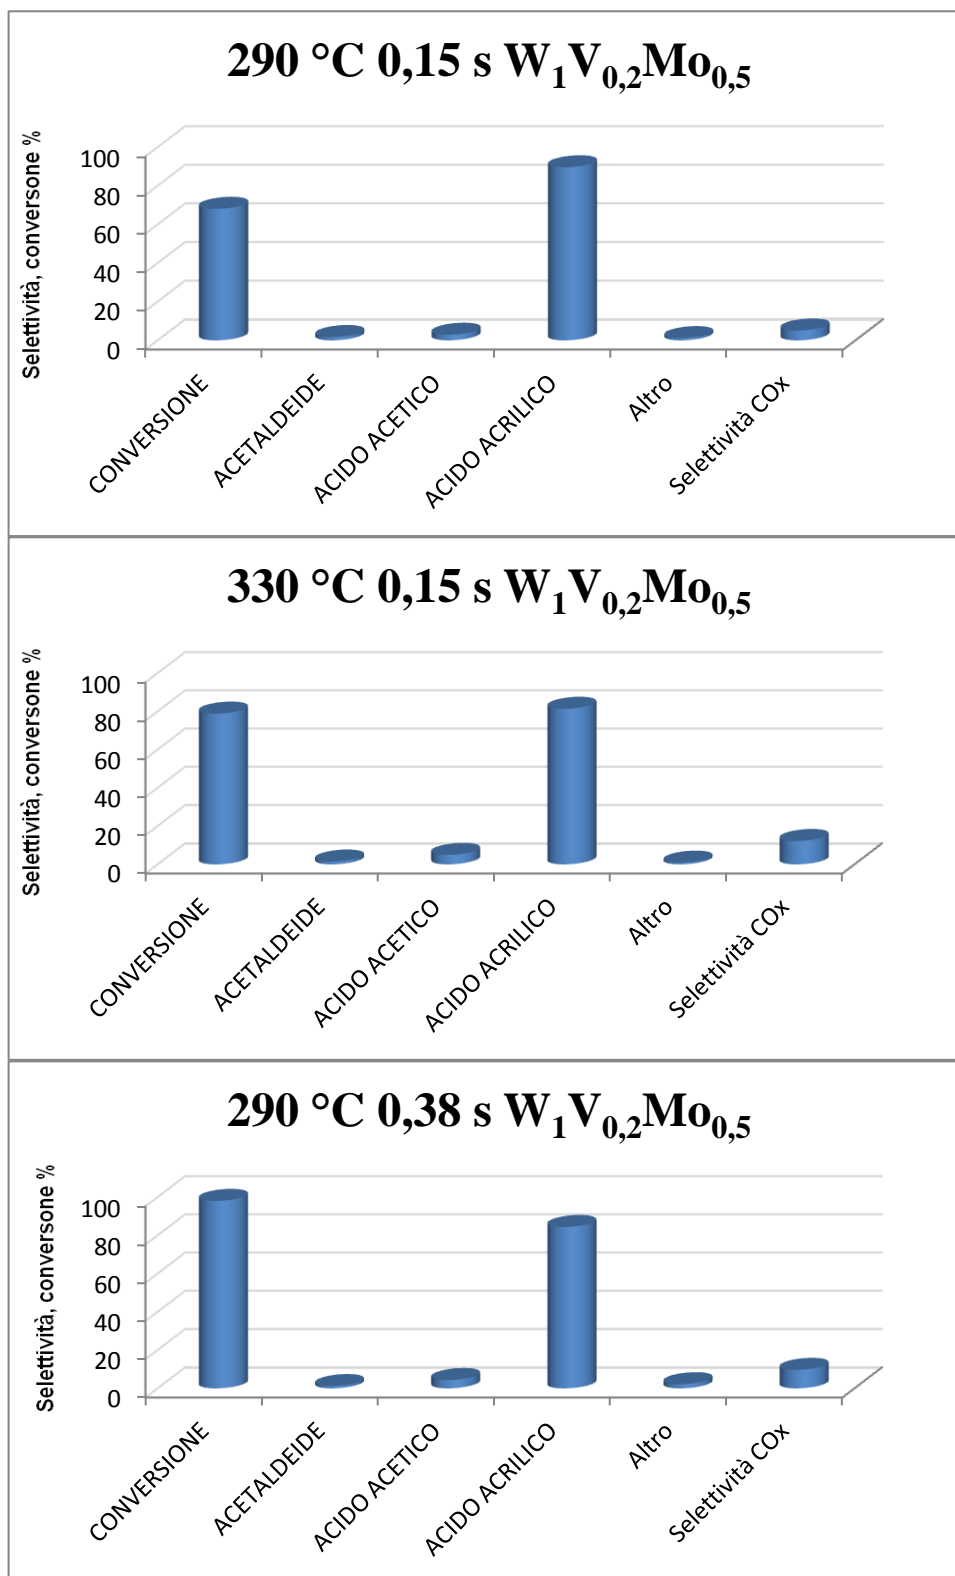 290 °C 0,15 s W₁V₀,₂Mo₀,₅
Selettività, conversone %
100
80
60
40
20
0
CONVERSIONE
ACETALDEIDE
ACIDO ACETICO
ACIDO ACRILICO
Altro
Selettività COx
330 °C 0,15 s W₁V₀,₂Mo₀,₅
Selettività, conversone %
100
80
60
40
20
0
CONVERSIONE
ACETALDEIDE
ACIDO ACETICO
ACIDO ACRILICO
Altro
Selettività COx
290 °C 0,38 s W₁V₀,₂Mo₀,₅
Selettività, conversone %
100
80
60
40
20
0
CONVERSIONE
ACETALDEIDE
ACIDO ACETICO
ACIDO ACRILICO
Altro
Selettività COx